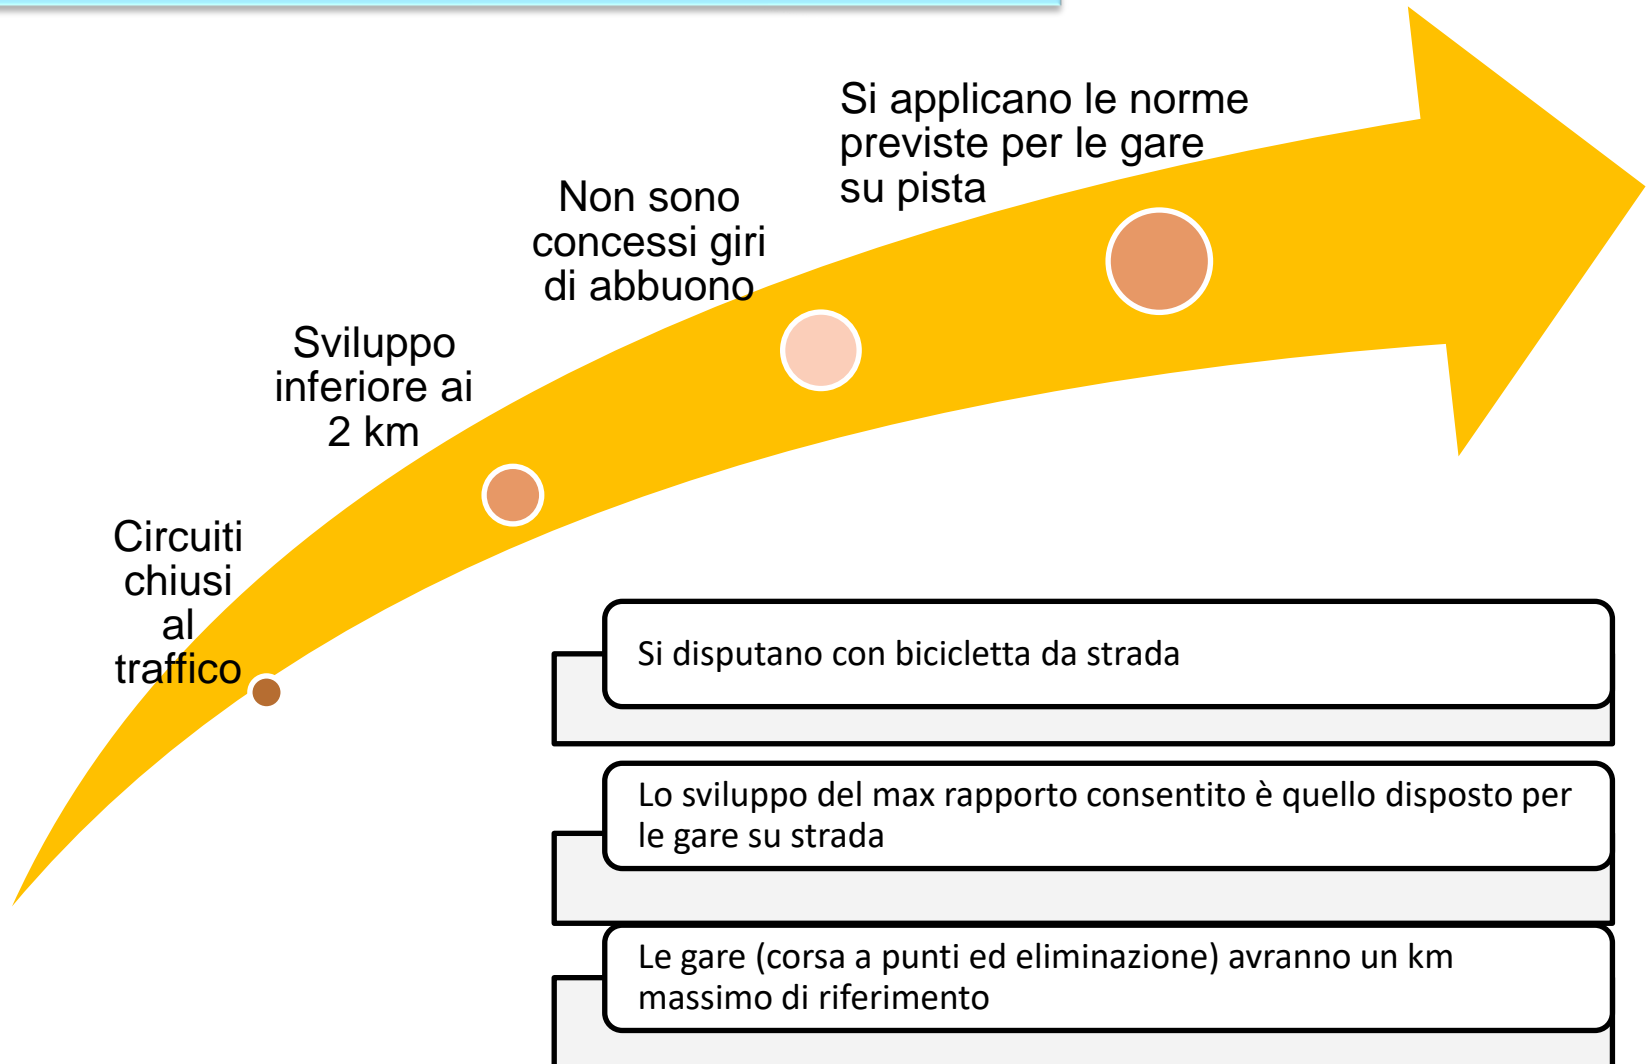 Si applicano le norme
previste per le gare
su pista
Non sono
concessi giri
di abbuono
Sviluppo
inferiore ai
2 km
Circuiti
chiusi
al
traffico
Si disputano con bicicletta da strada
Lo sviluppo del max rapporto consentito è quello disposto per
le gare su strada
Le gare (corsa a punti ed eliminazione) avranno un km
massimo di riferimento